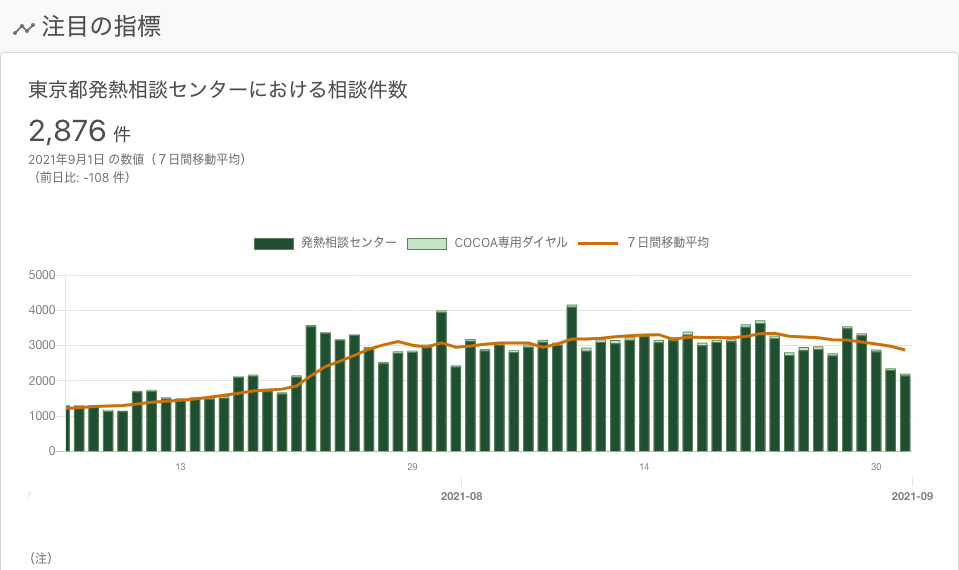 注目の指標
東京都発熱相談センターにおける相談件数
2,876 件
2021年9月1日 の数値（７日間移動平均）
（前日比: -108 件）
発熱相談センター COCOA専用ダイヤル ７日間移動平均
5000
4000
3000
2000
1000
0
13 29 14 30
2021-08 2021-09
（注）